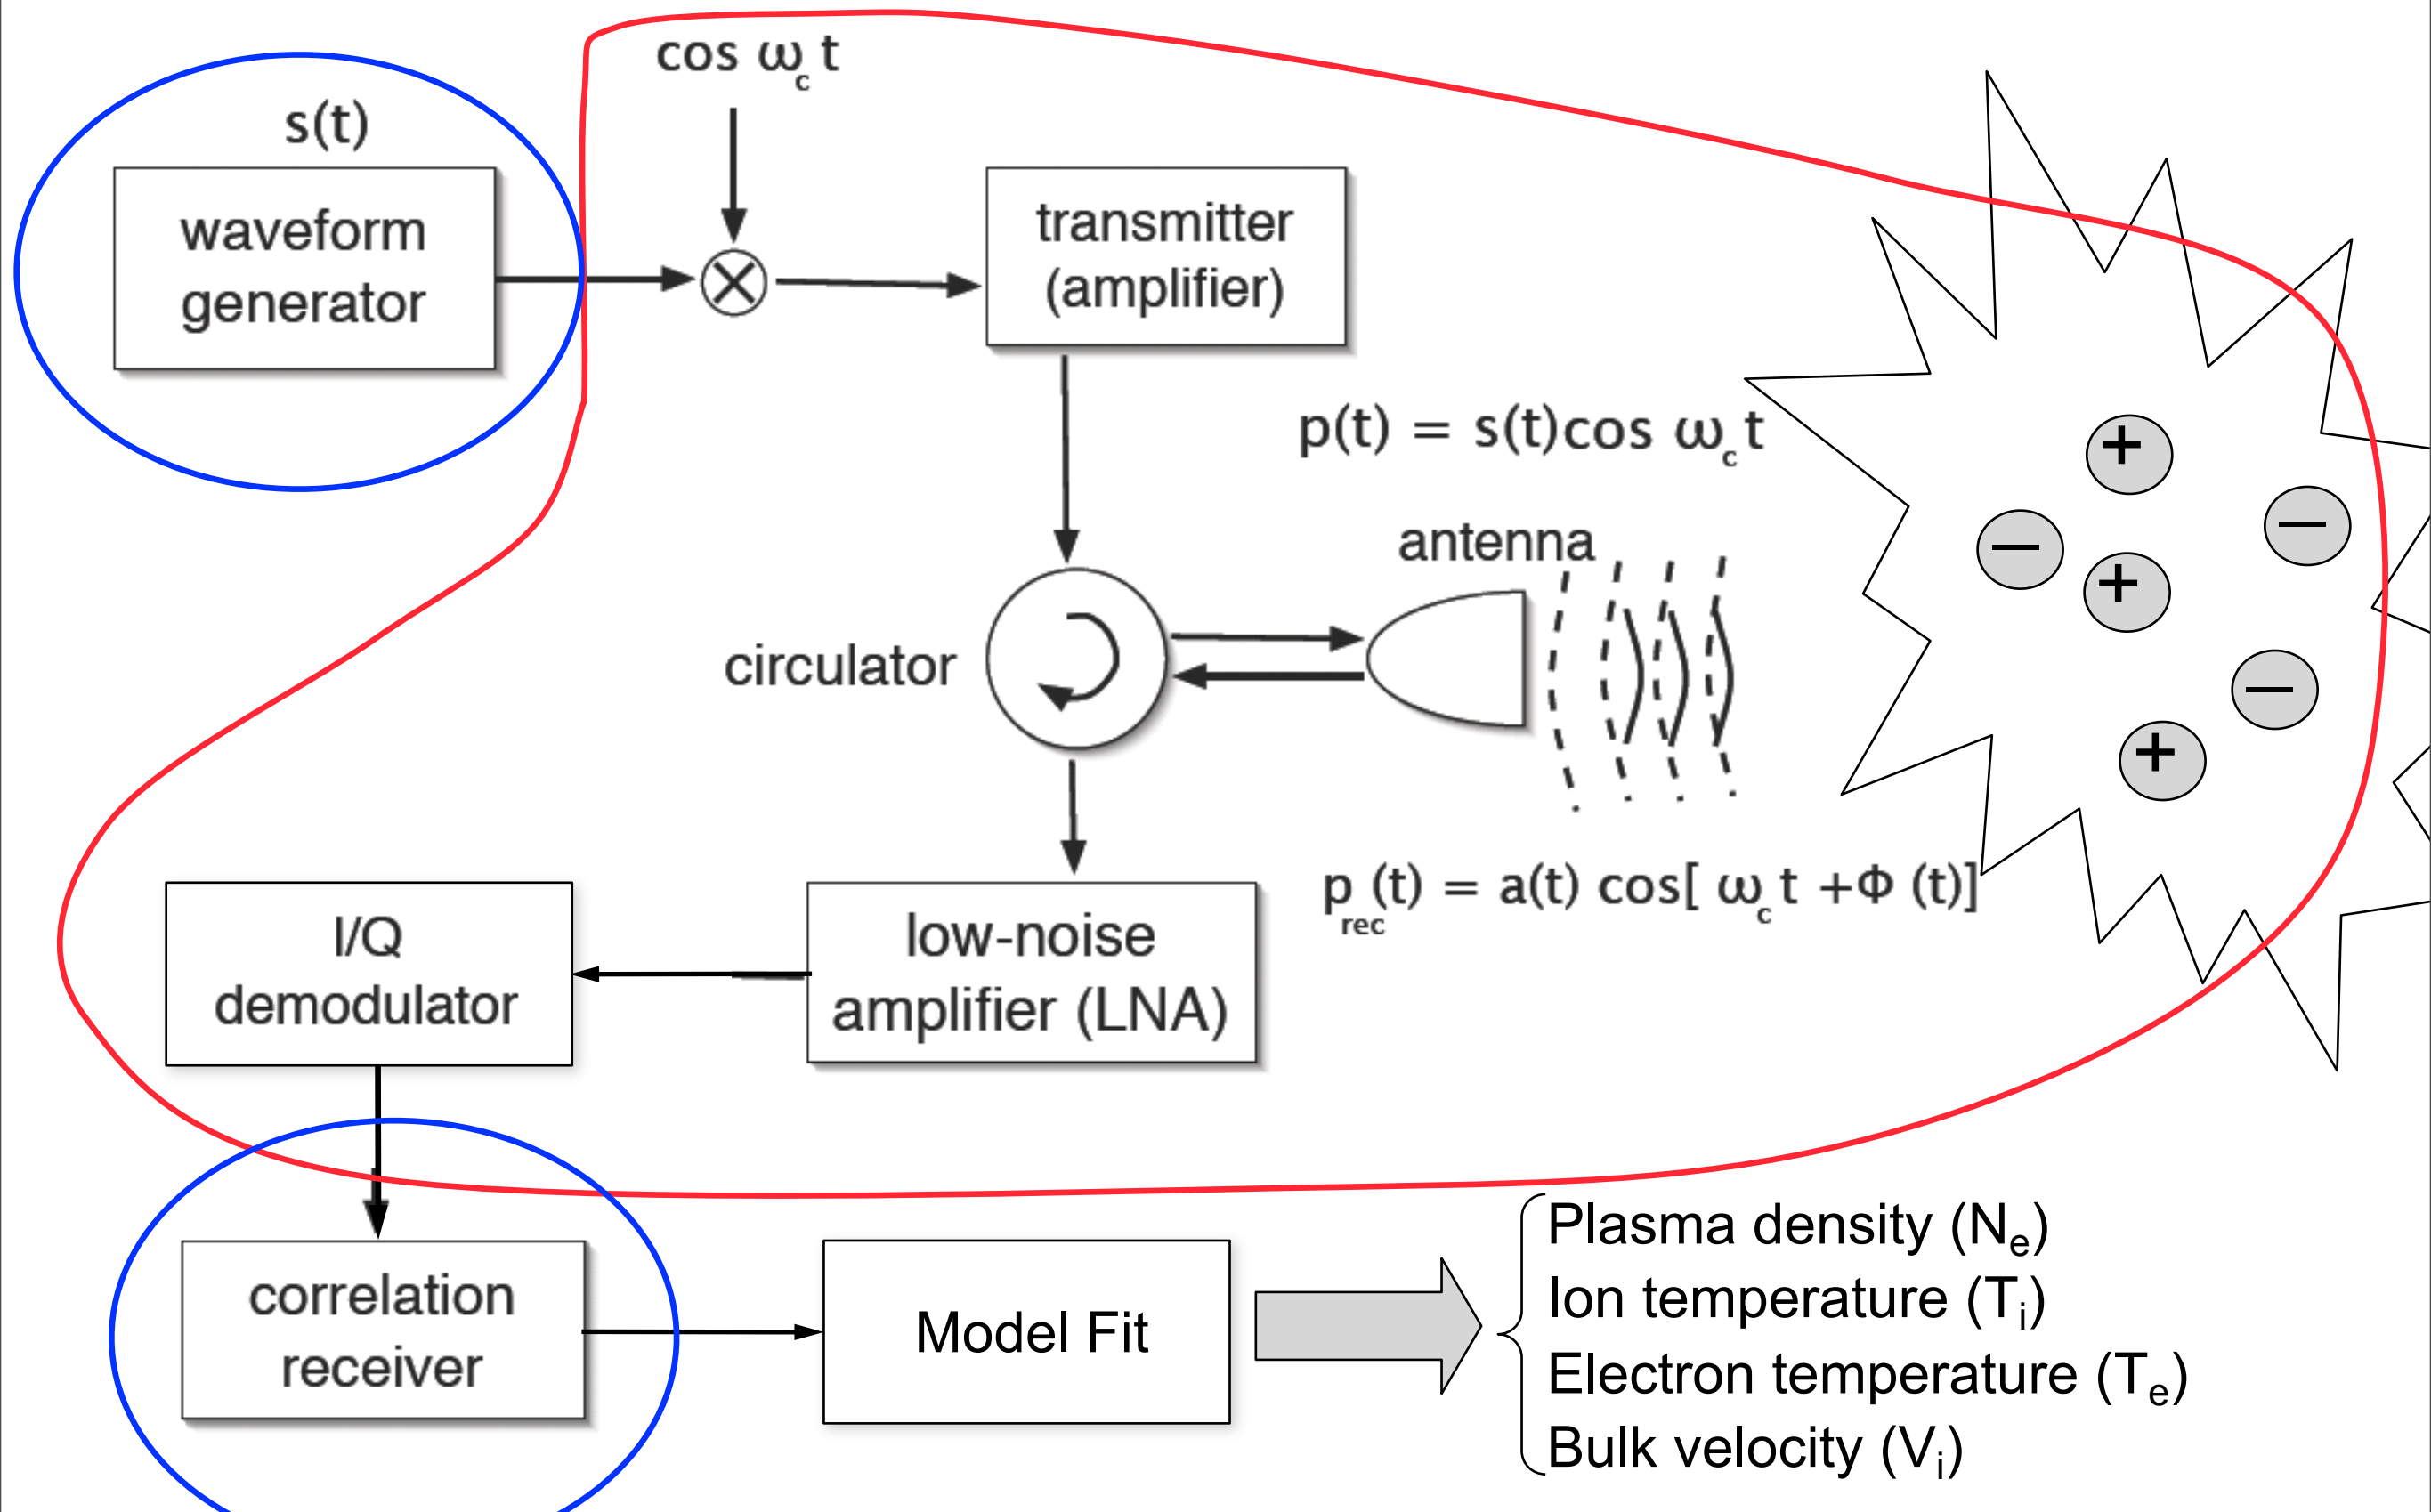 cos ω_c t
s(t)
waveform
generator
transmitter
(amplifier)
p(t) = s(t)cos ω_c t
antenna
circulator
p_rec(t) = a(t) cos[ ω_c t +Φ (t)]
I/Q
demodulator
low-noise
amplifier (LNA)
correlation
receiver
Model Fit
Plasma density (N_e)
Ion temperature (T_i)
Electron temperature (T_e)
Bulk velocity (V_i)
+
−
−
+
−
+